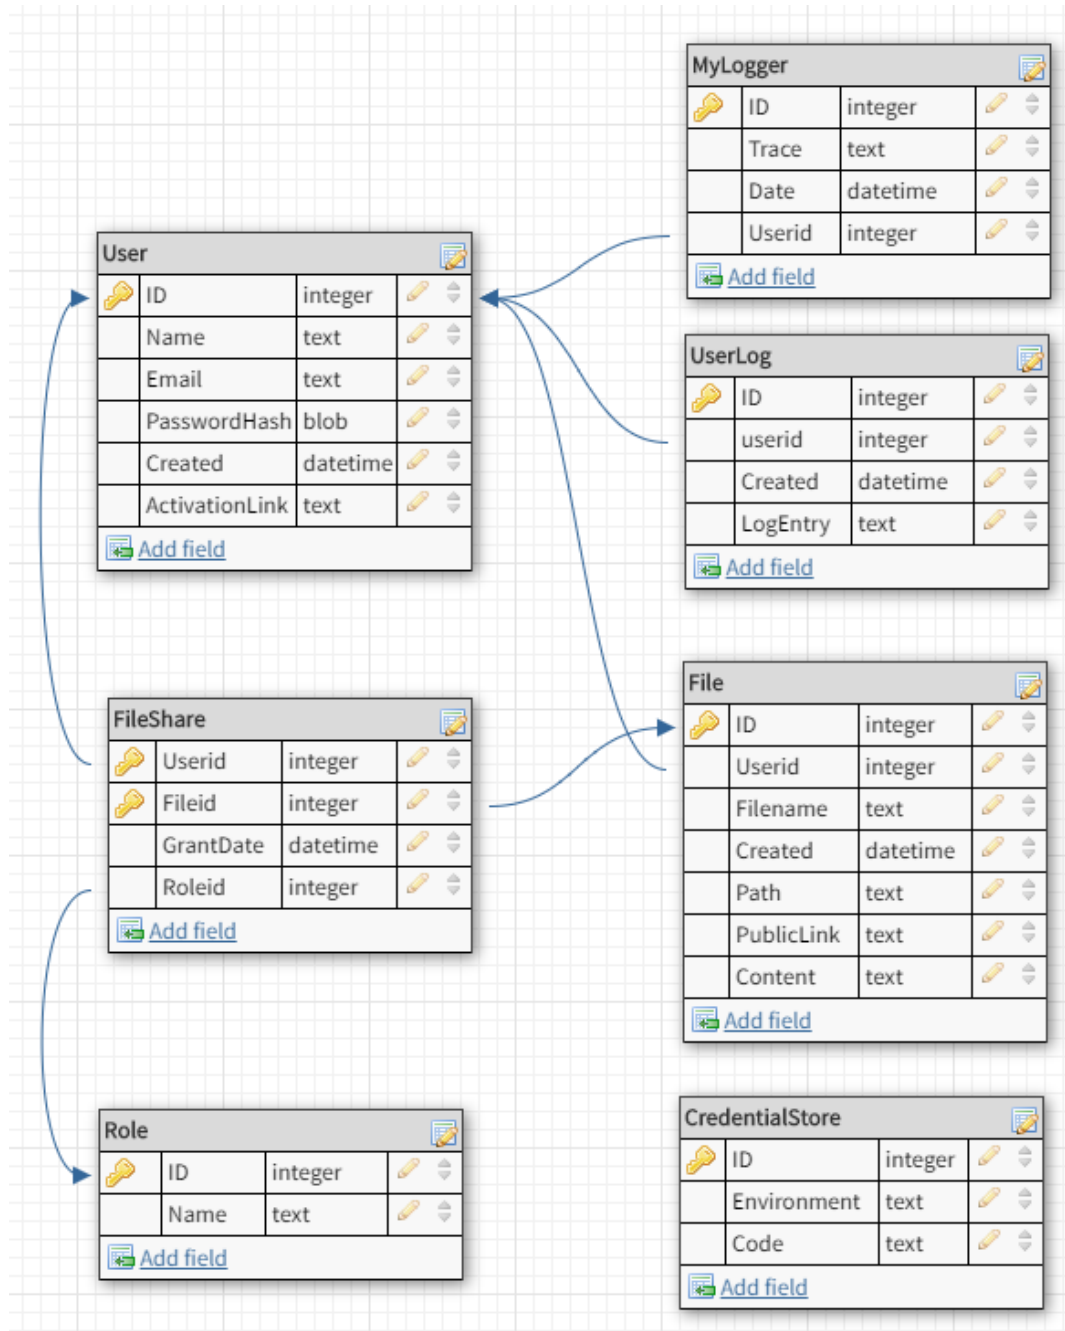 MyLogger
ID integer
Trace text
Date datetime
Userid integer
Add field
User
ID integer
Name text
Email text
PasswordHash blob
Created datetime
ActivationLink text
Add field
UserLog
ID integer
userid integer
Created datetime
LogEntry text
Add field
FileShare
Userid integer
Fileid integer
GrantDate datetime
Roleid integer
Add field
File
ID integer
Userid integer
Filename text
Created datetime
Path text
PublicLink text
Content text
Add field
Role
ID integer
Name text
Add field
CredentialStore
ID integer
Environment text
Code text
Add field